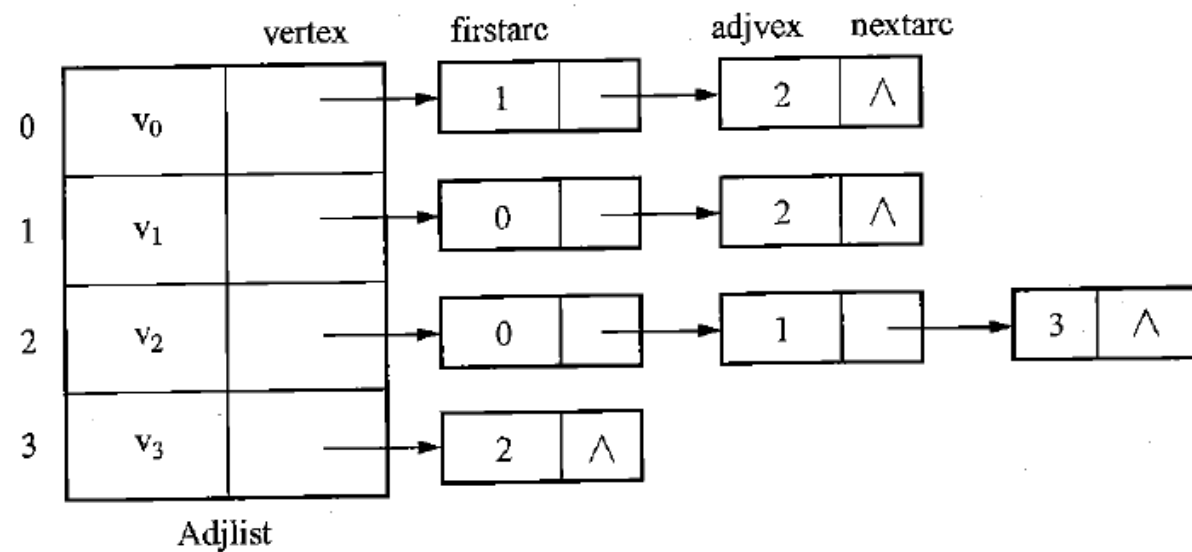 vertex firstarc adjvex nextarc
0 v₀ 1 2 ∧
1 v₁ 0 2 ∧
2 v₂ 0 1 3 ∧
3 v₃ 2 ∧
Adjlist